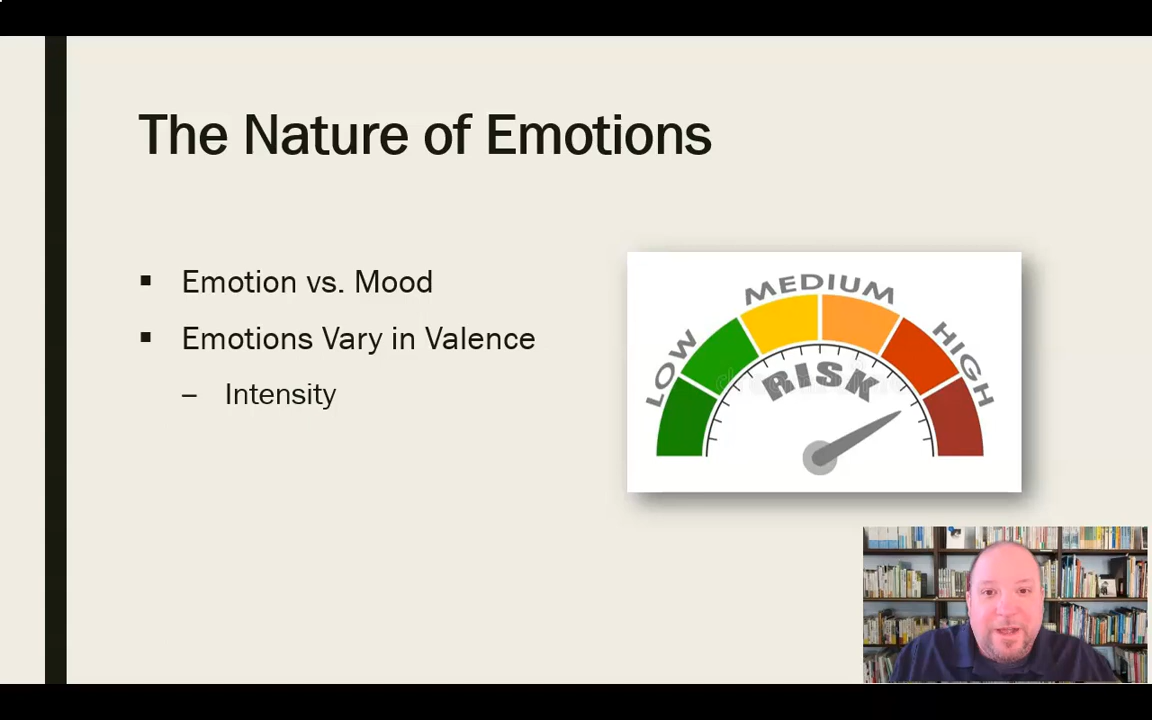 The Nature of Emotions
▪ Emotion vs. Mood
▪ Emotions Vary in Valence
– Intensity
LOW
MEDIUM
HIGH
RISK